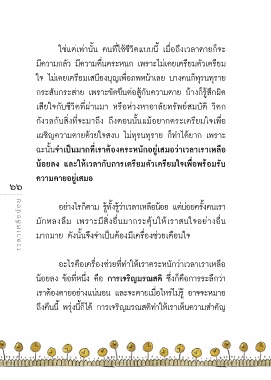 ใช่แต่เท่านั้น คนที่ใช้ชีวิตแบบนี้ เมื่อถึงเวลาตายก็จะ
มีความกลัว มีความตื่นตระหนก เพราะไม่เคยเตรียมตัวเตรียม
ใจ ไม่เคยเตรียมเสบียงบุญเพื่อภพหน้าเลย บางคนก็ทุรนทุราย
กระสับกระส่าย เพราะขัดขืนต่อสู้กับความตาย บ้างก็รู้สึกผิด
เสียใจกับชีวิตที่ผ่านมา หรือห่วงหาอาลัยทรัพย์สมบัติ วิตก
กังวลกับสิ่งที่จะมาถึง ถึงตอนนั้นแม้อยากตระเตรียมใจเพื่อ
เผชิญความตายด้วยใจสงบ ไม่ทุรนทุราย ก็ทำได้ยาก เพราะ
ฉะนั้นจำเป็นมากที่เราต้องตระหนักอยู่เสมอว่าเวลาเราเหลือ
น้อยลง และให้เวลากับการเตรียมตัวเตรียมใจเพื่อพร้อมรับ
ความตายอยู่เสมอ
๖๖
อย่างไรก็ตาม รู้ทั้งรู้ว่าเวลาเหลือน้อย แต่บ่อยครั้งคนเรา
มักหลงลืม เพราะมีสิ่งอื่นมากระตุ้นให้เราสนใจอย่างอื่น
มากมาย ดังนั้นจึงจำเป็นต้องมีเครื่องช่วยเตือนใจ
อะไรคือเครื่องช่วยที่ทำให้เราตระหนักว่าเวลาเราเหลือ
น้อยลง ข้อที่หนึ่ง คือ การเจริญมรณสติ ซึ่งก็คือการระลึกว่า
เราต้องตายอย่างแน่นอน และจะตายเมื่อไหร่ไม่รู้ อาจจะหมาย
ถึงคืนนี้ พรุ่งนี้ก็ได้ การเจริญมรณสติทำให้เราเห็นความสำคัญ